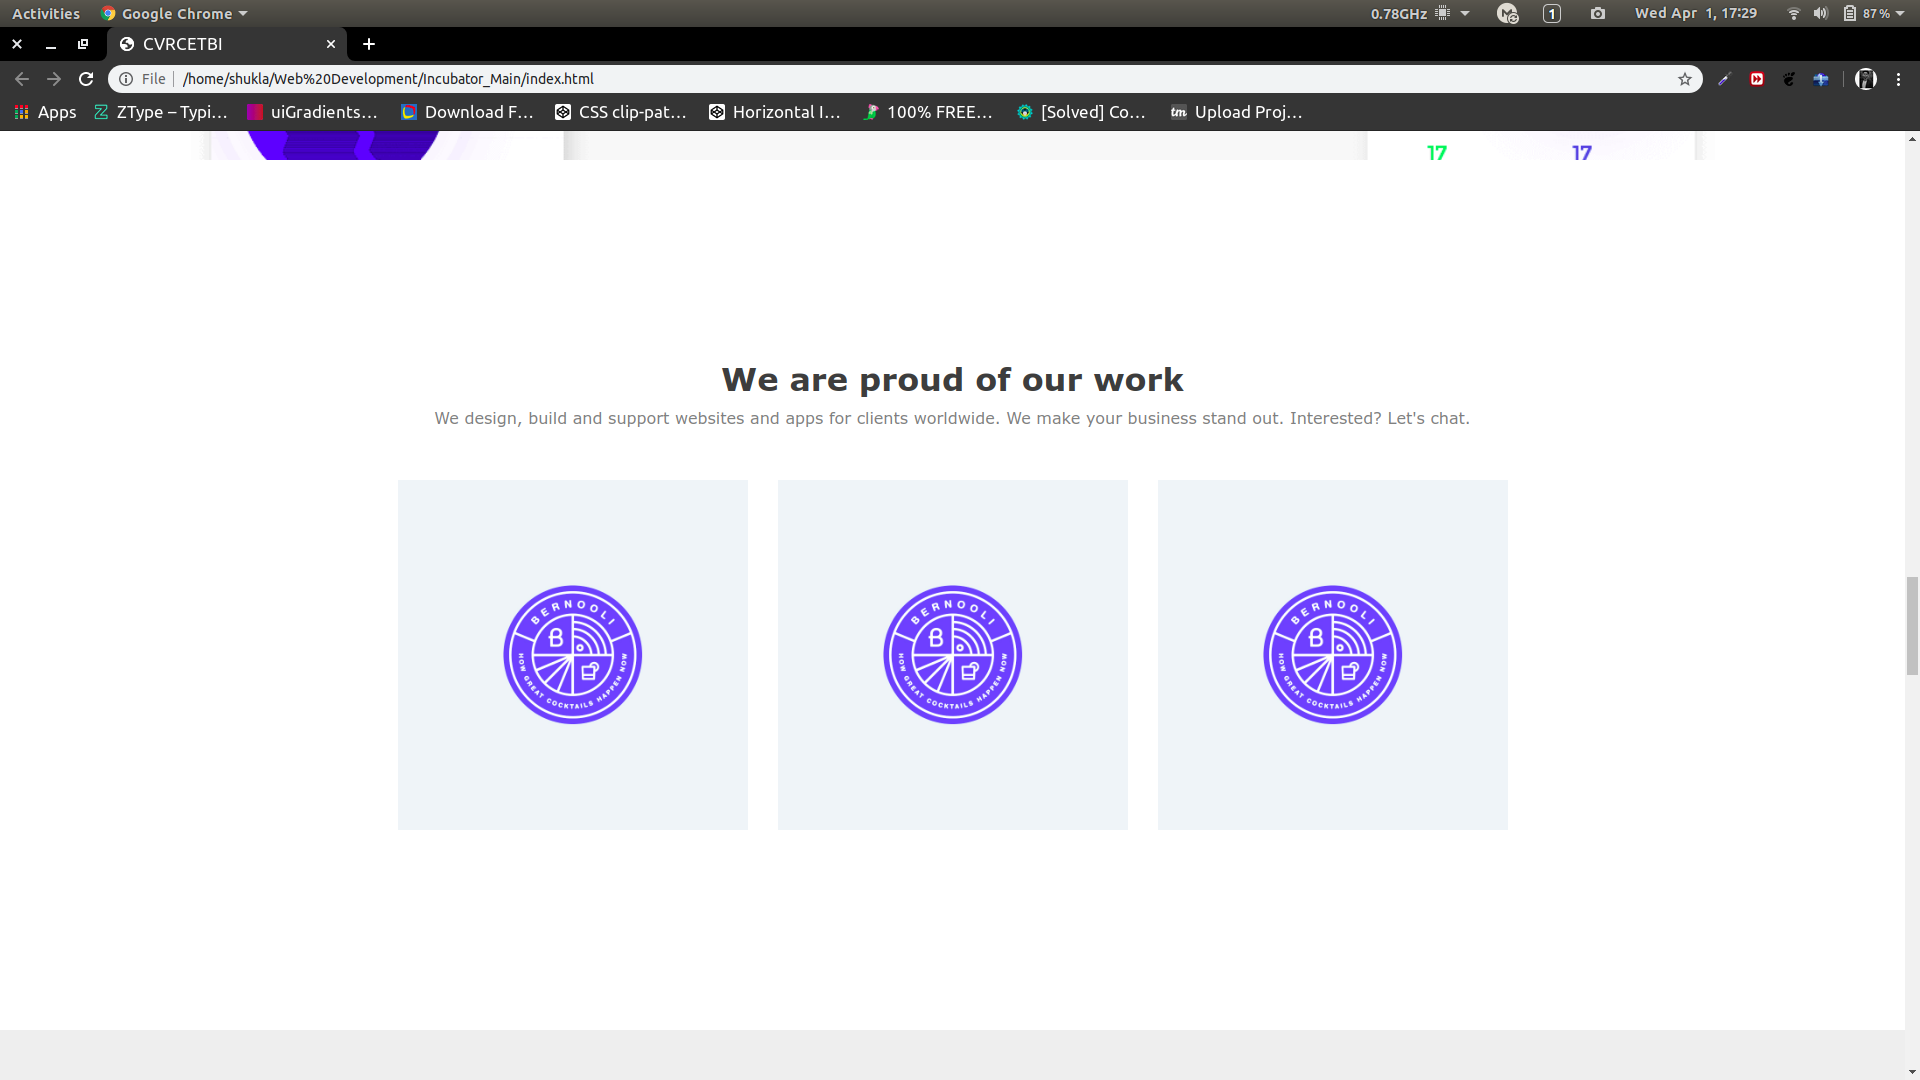 Activities
Google Chrome
0.78GHz
1
Wed Apr 1, 17:29
87 %
CVRCETBI
File
/home/shukla/Web%20Development/Incubator_Main/index.html
Apps
ZType – Typi...
uiGradients...
Download F...
CSS clip-pat...
Horizontal I...
100% FREE...
[Solved] Co...
tm
Upload Proj...
17
17
We are proud of our work
We design, build and support websites and apps for clients worldwide. We make your business stand out. Interested? Let's chat.
BERNOOLI
B
HOW GREAT COCKTAILS HAPPEN NOW
BERNOOLI
B
HOW GREAT COCKTAILS HAPPEN NOW
BERNOOLI
B
HOW GREAT COCKTAILS HAPPEN NOW